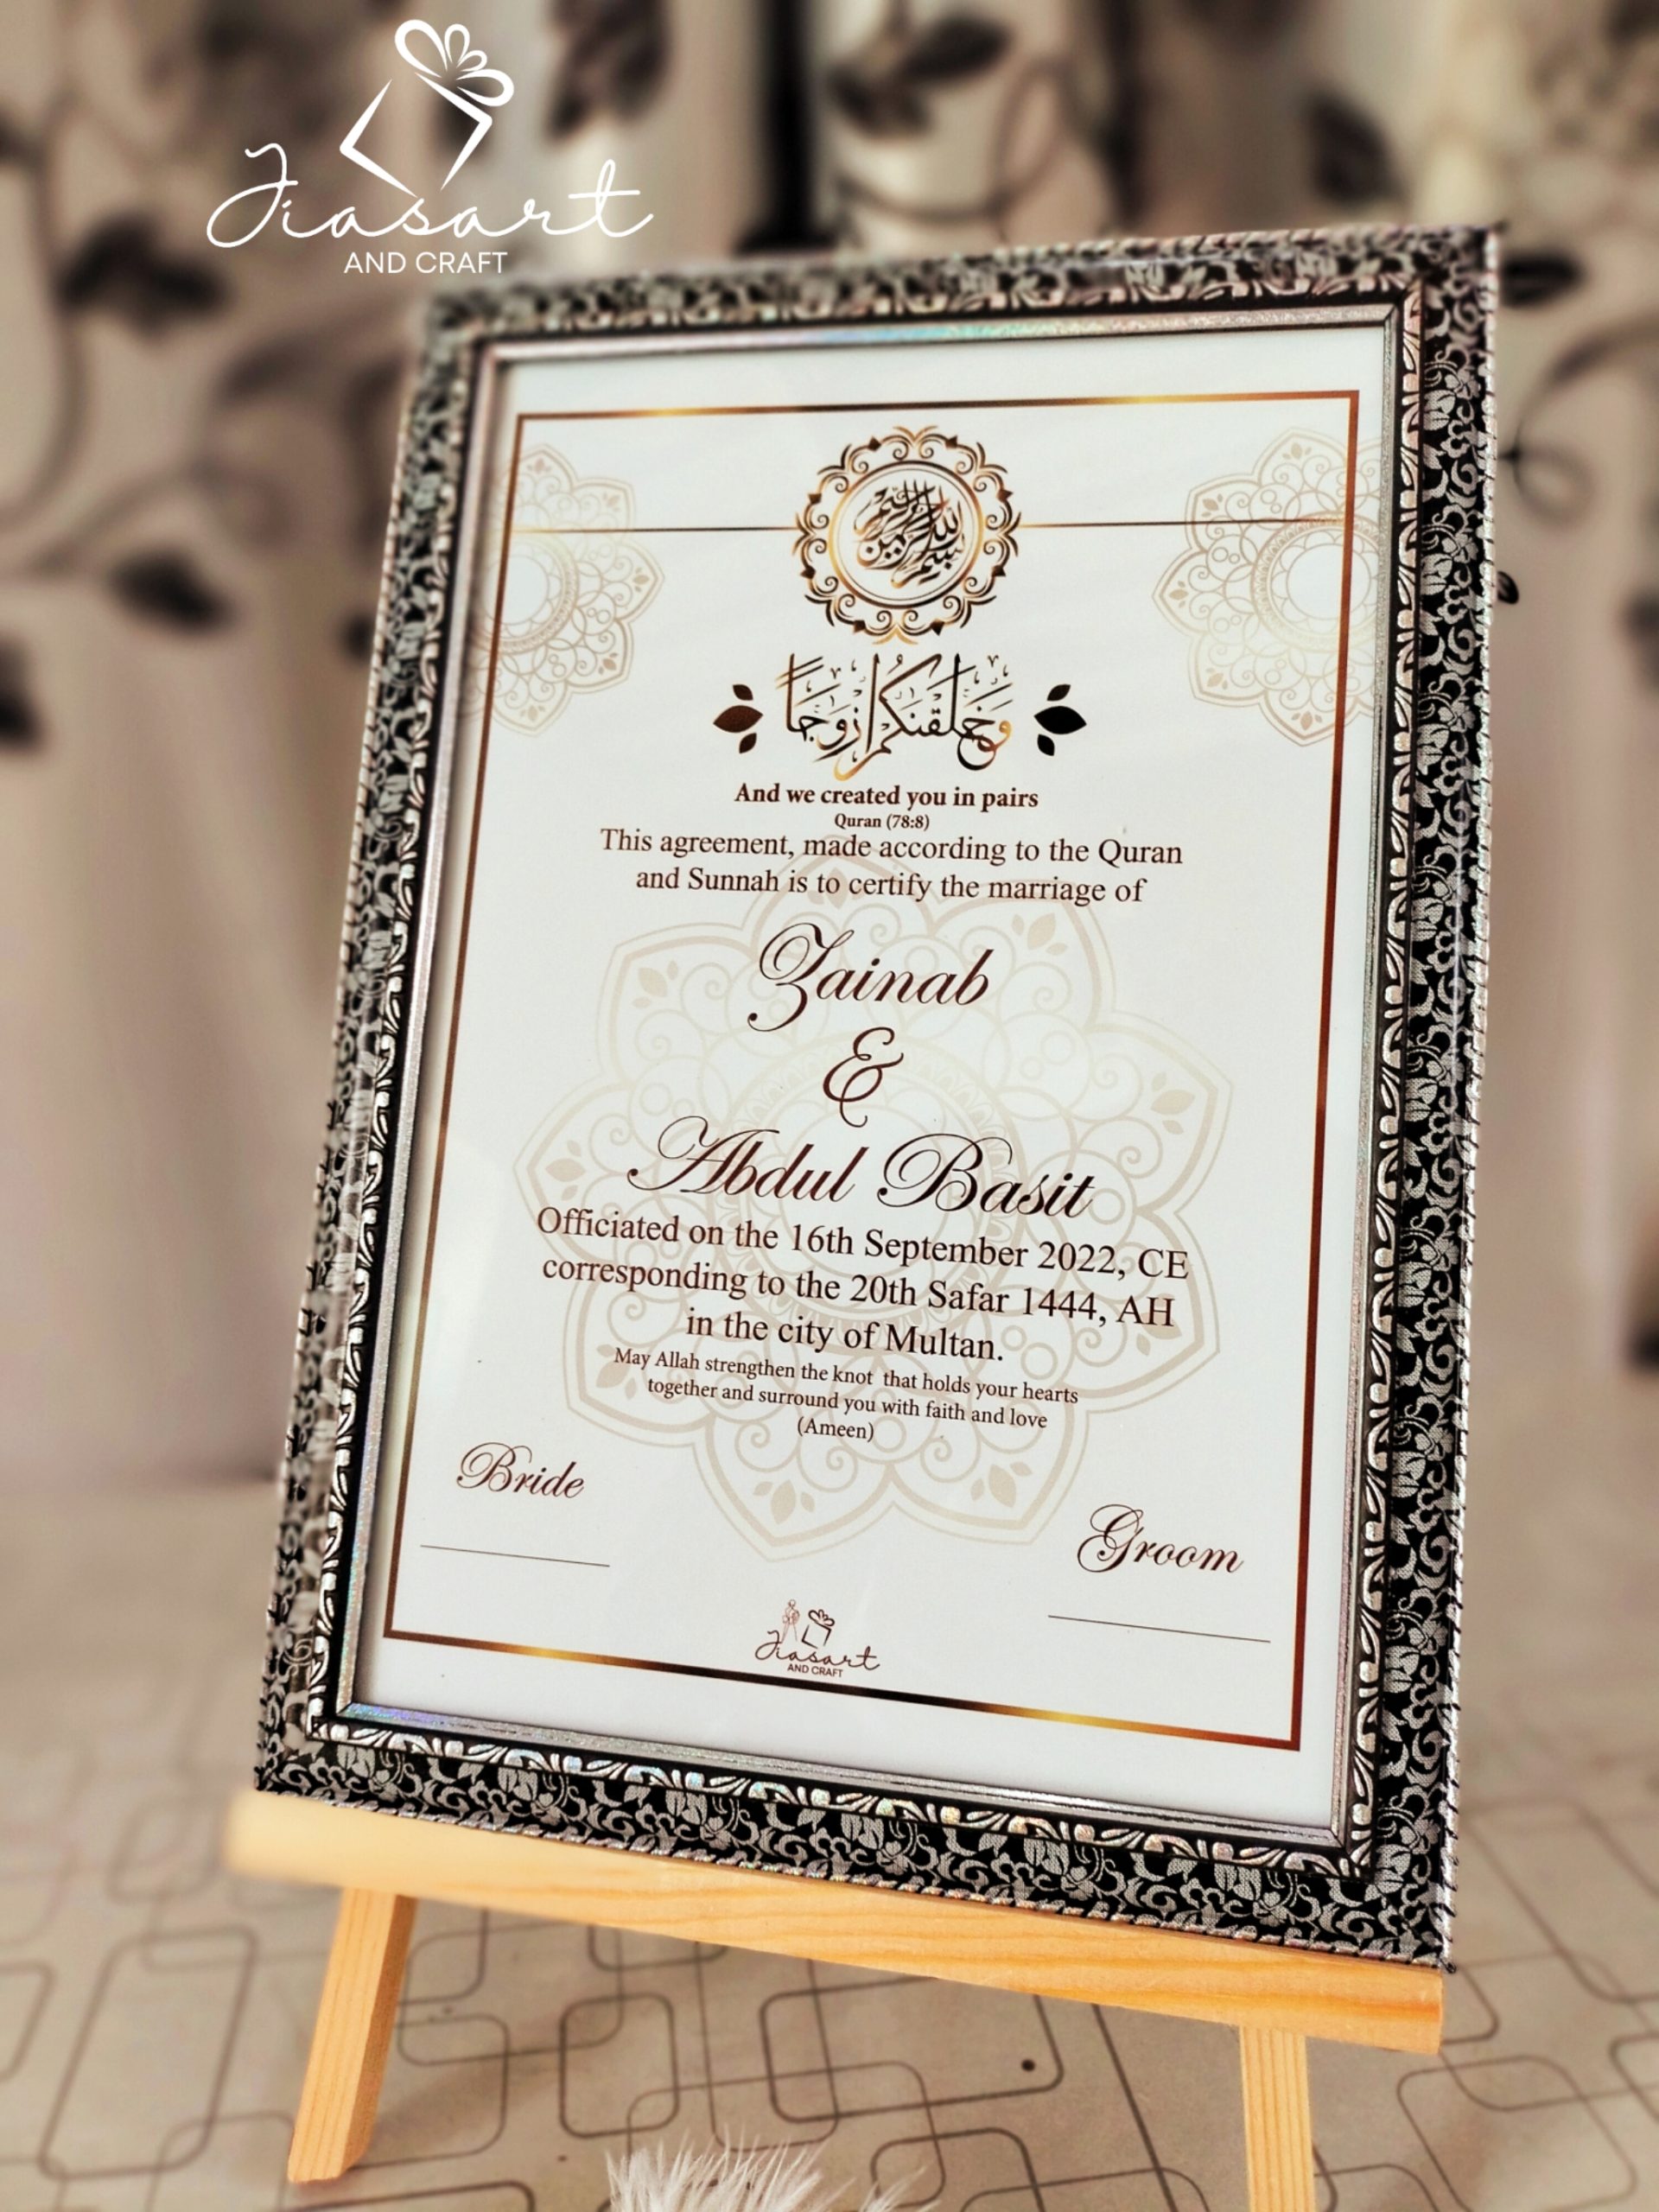 Jiasart
AND CRAFT
بسم الله الرحمن الرحيم
وَخَلَقْنَكُمْ أَزْوَجًا
And we created you in pairs
Quran (78:8)
This agreement, made according to the Quran
and Sunnah is to certify the marriage of
Zainab
&
Abdul Basit
Officiated on the 16th September 2022, CE
corresponding to the 20th Safar 1444, AH
in the city of Multan.
May Allah strengthen the knot that holds your hearts
together and surround you with faith and love
(Ameen)
Bride
Groom
Jiasart
AND CRAFT